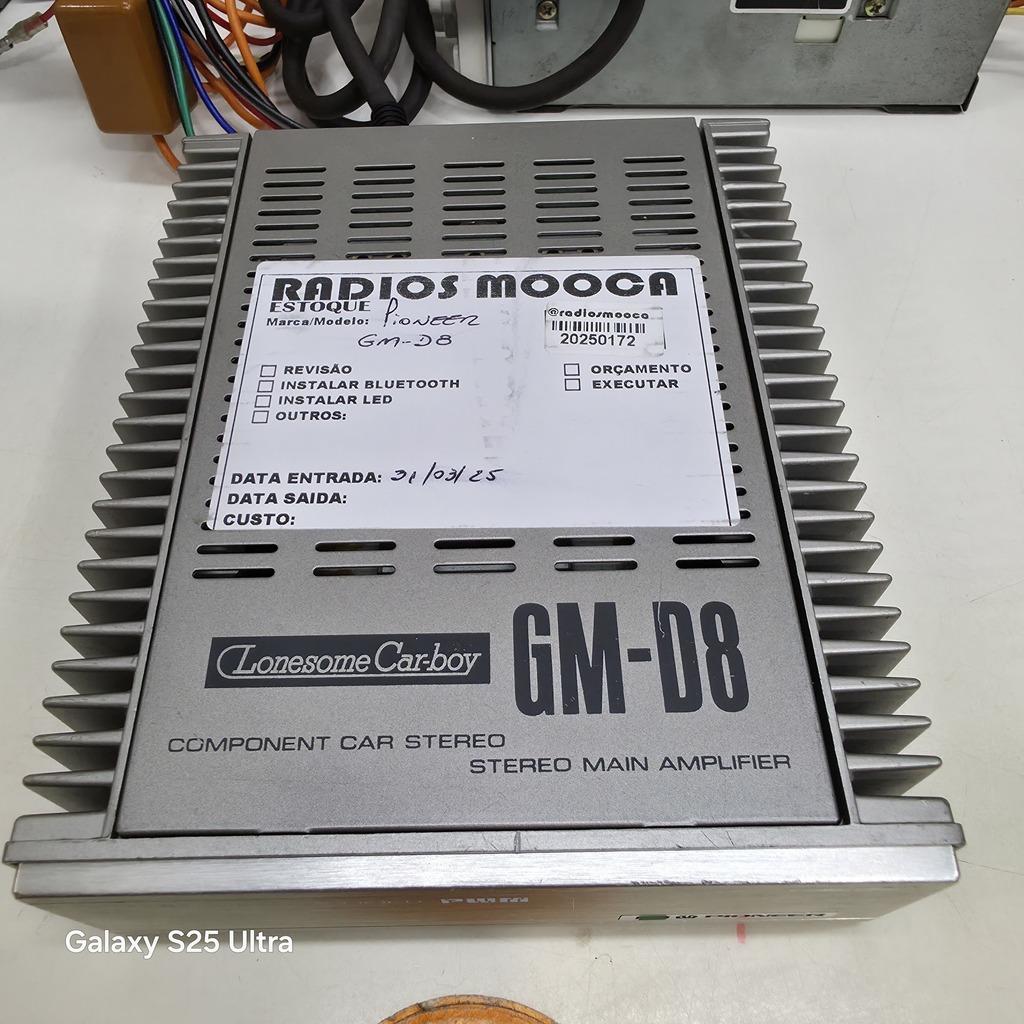 RADIOS MOOCA
ESTOQUE
Marca/Modelo: Pioneer
GM-D8
@radiosmooca
20250172
REVISÃO
INSTALAR BLUETOOTH
INSTALAR LED
OUTROS:
ORÇAMENTO
EXECUTAR
DATA ENTRADA: 31/03/25
DATA SAIDA:
CUSTO:
Lonesome Car-boy
GM-D8
COMPONENT CAR STEREO
STEREO MAIN AMPLIFIER
PIONEER
Galaxy S25 Ultra